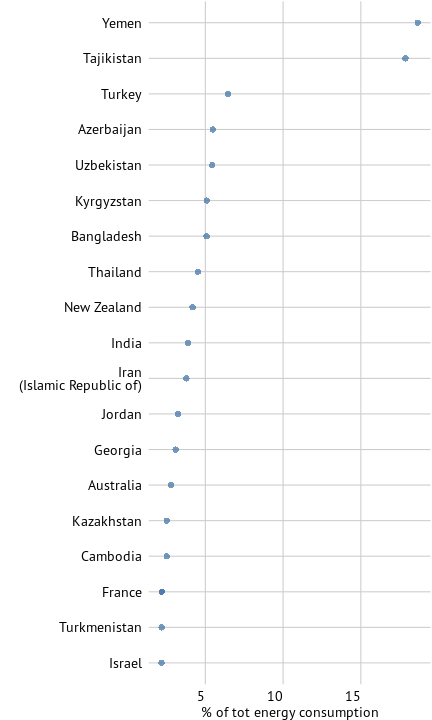 Yemen
Tajikistan
Turkey
Azerbaijan
Uzbekistan
Kyrgyzstan
Bangladesh
Thailand
New Zealand
India
Iran
(Islamic Republic of)
Jordan
Georgia
Australia
Kazakhstan
Cambodia
France
Turkmenistan
Israel
5 10 15
% of tot energy consumption